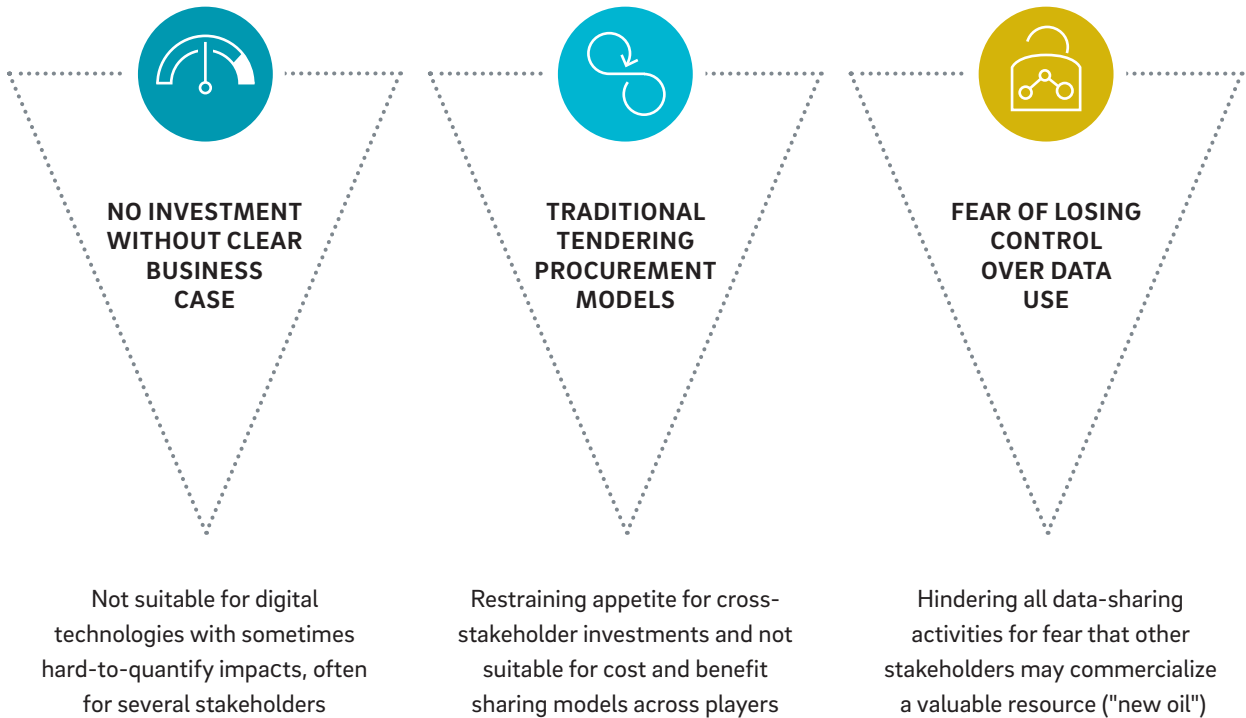 NO INVESTMENT
WITHOUT CLEAR
BUSINESS
CASE
Not suitable for digital
technologies with sometimes
hard-to-quantify impacts, often
for several stakeholders
TRADITIONAL
TENDERING
PROCUREMENT
MODELS
Restraining appetite for cross-
stakeholder investments and not
suitable for cost and benefit
sharing models across players
FEAR OF LOSING
CONTROL
OVER DATA
USE
Hindering all data-sharing
activities for fear that other
stakeholders may commercialize
a valuable resource ("new oil")